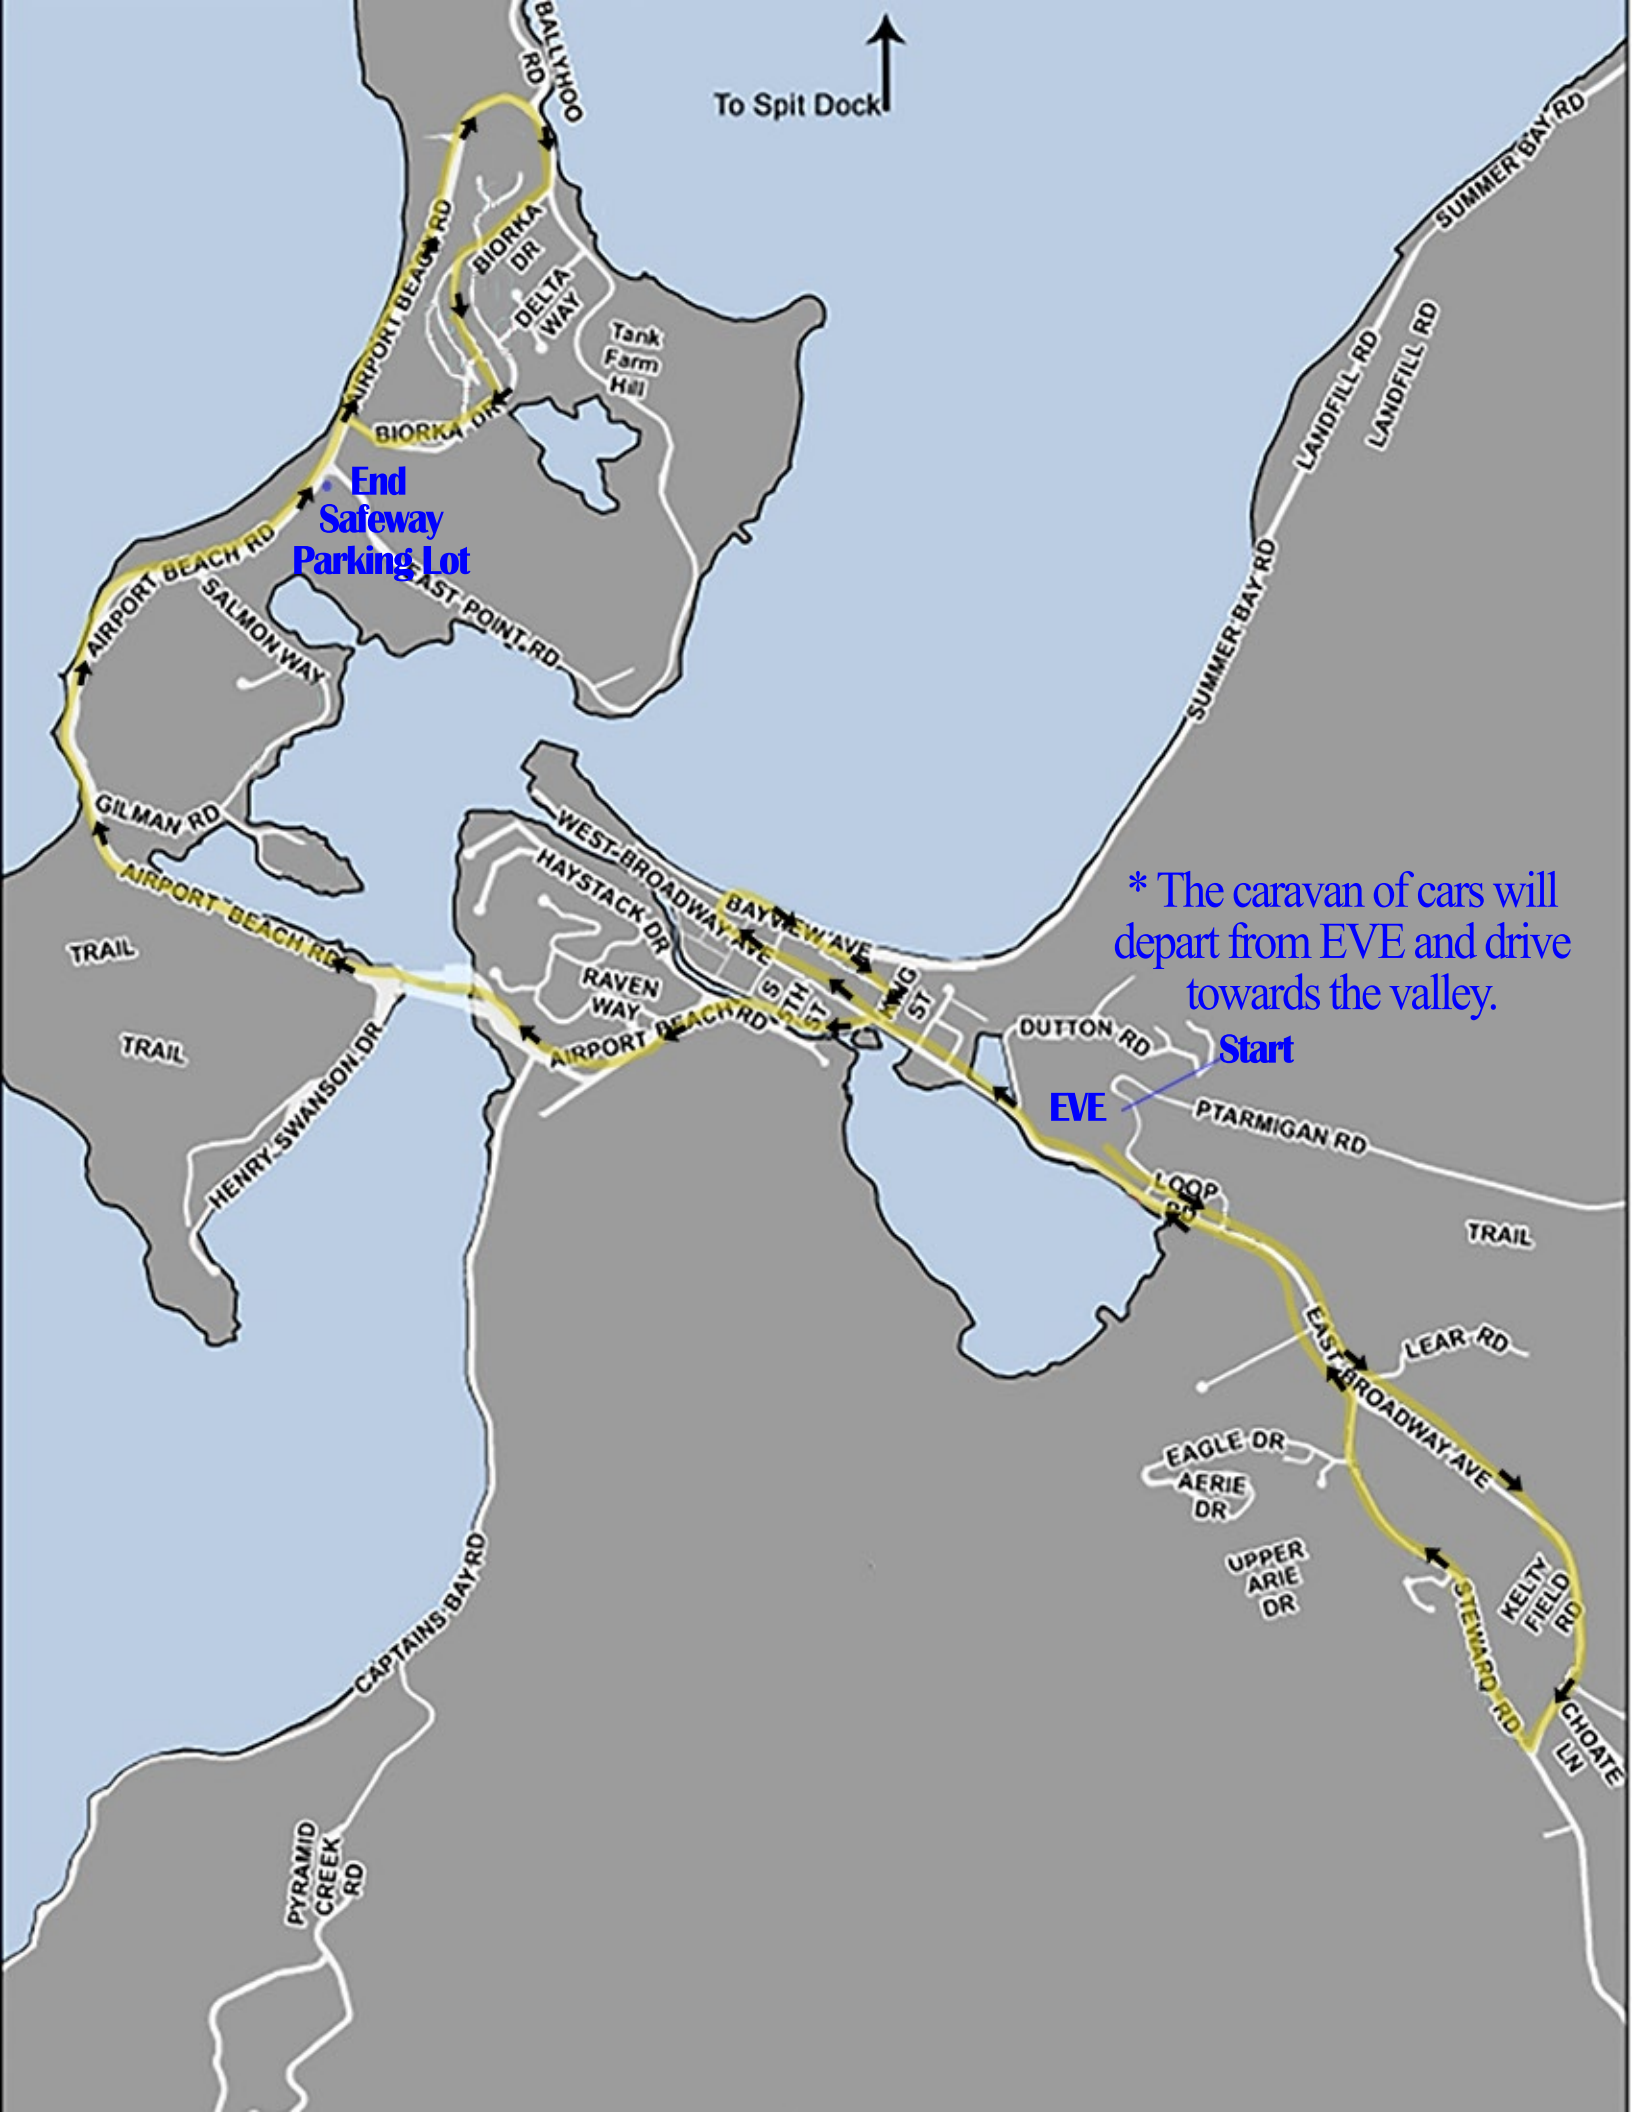 BALLYHOO
RD
To Spit Dock
SUMMER BAY RD
AIRPORT BEACH RD
BIORKA
DR
DELTA
WAY
Tank
Farm
Hill
LANDFILL RD
LANDFILL RD
BIORKA DR
End
Safeway
Parking Lot
AIRPORT BEACH RD
EAST POINT RD
SALMON WAY
SUMMER BAY RD
GILMAN RD
WEST BROADWAY AVE
HAYSTACK DR
AIRPORT BEACH RD
BAYVIEW AVE
* The caravan of cars will
depart from EVE and drive
towards the valley.
TRAIL
RAVEN
WAY
S
5TH
ST
KING
ST
AIRPORT BEACH RD
DUTTON RD
Start
TRAIL
HENRY SWANSON DR
EVE
PTARMIGAN RD
LOOP
RD
TRAIL
EAST BROADWAY AVE
LEAR RD
EAGLE DR
AERIE
DR
UPPER
ARIE
DR
KELTY
FIELD
RD
STEWARD RD
CAPTAINS BAY RD
CHOATE
LN
PYRAMID
CREEK
RD